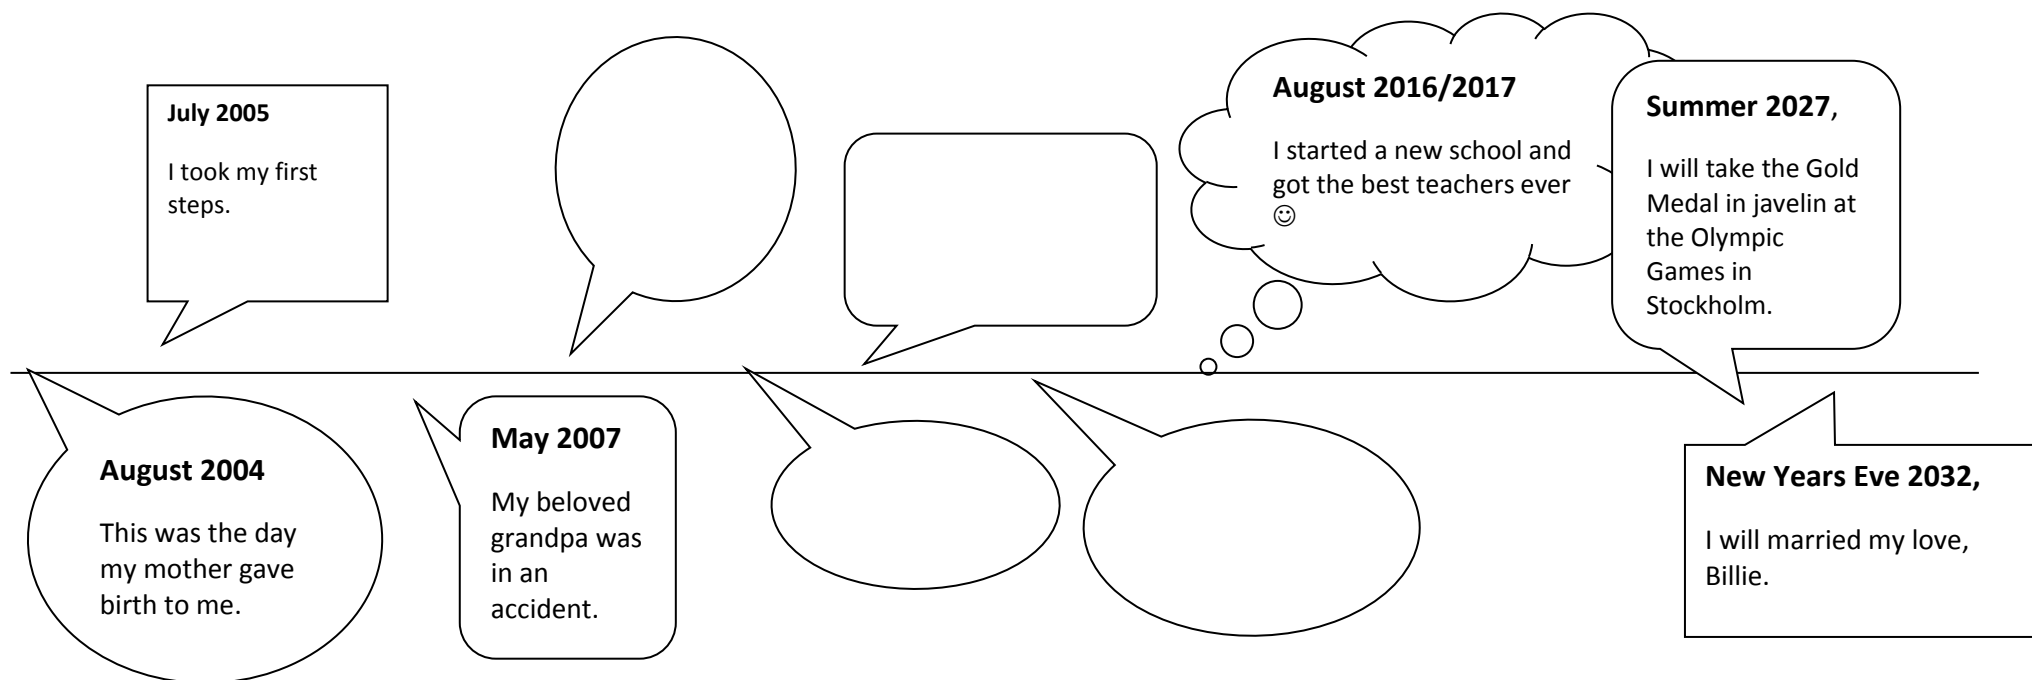 July 2005
I took my first
steps.
August 2016/2017
I started a new school and
got the best teachers ever
☺
Summer 2027,
I will take the Gold
Medal in javelin at
the Olympic
Games in
Stockholm.
August 2004
This was the day
my mother gave
birth to me.
May 2007
My beloved
grandpa was
in an
accident.
New Years Eve 2032,
I will married my love,
Billie.